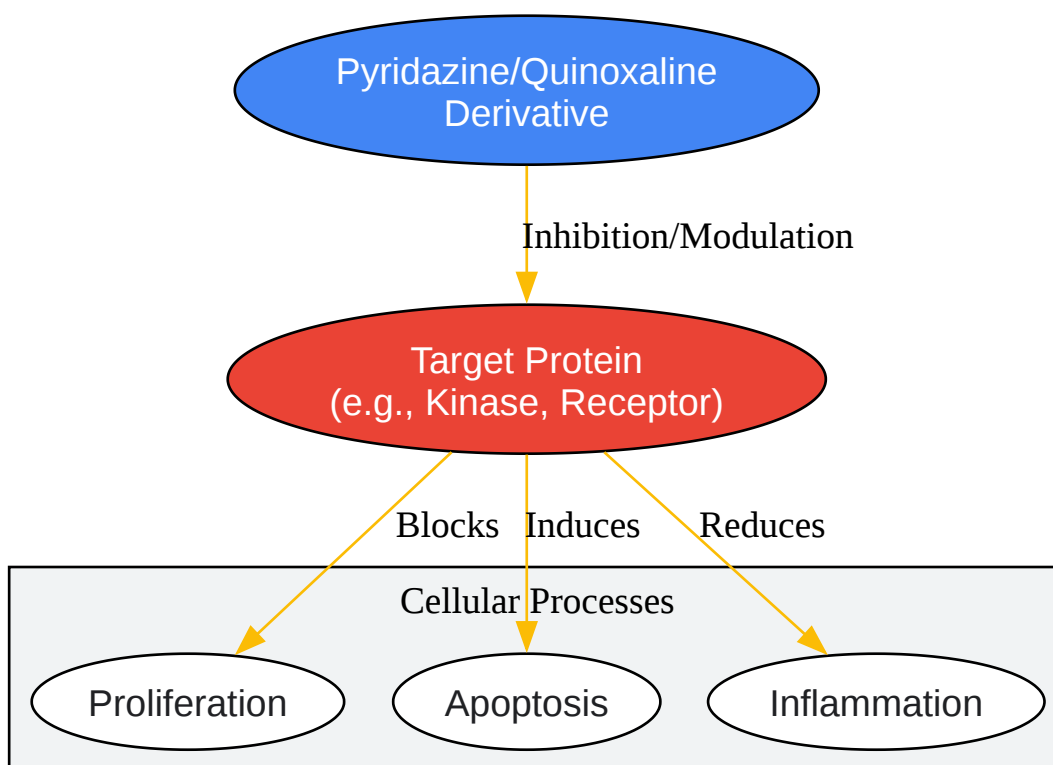 Pyridazine/Quinoxaline
Derivative
Inhibition/Modulation
Target Protein
(e.g., Kinase, Receptor)
Blocks
Induces
Reduces
Cellular Processes
Proliferation
Apoptosis
Inflammation